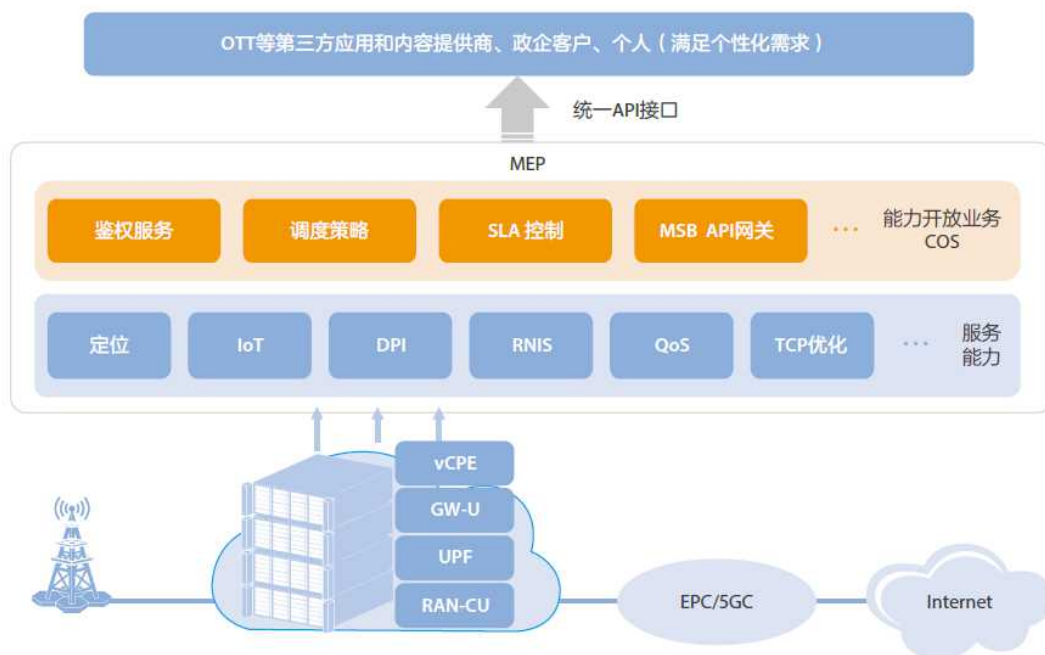 OTT等第三方应用和内容提供商、政企客户、个人（满足个性化需求）
统一API接口
MEP
鉴权服务
调度策略
SLA 控制
MSB API网关
...
能力开放业务
COS
定位
IoT
DPI
RNIS
QoS
TCP优化
...
服务
能力
vCPE
GW-U
UPF
RAN-CU
EPC/5GC
Internet